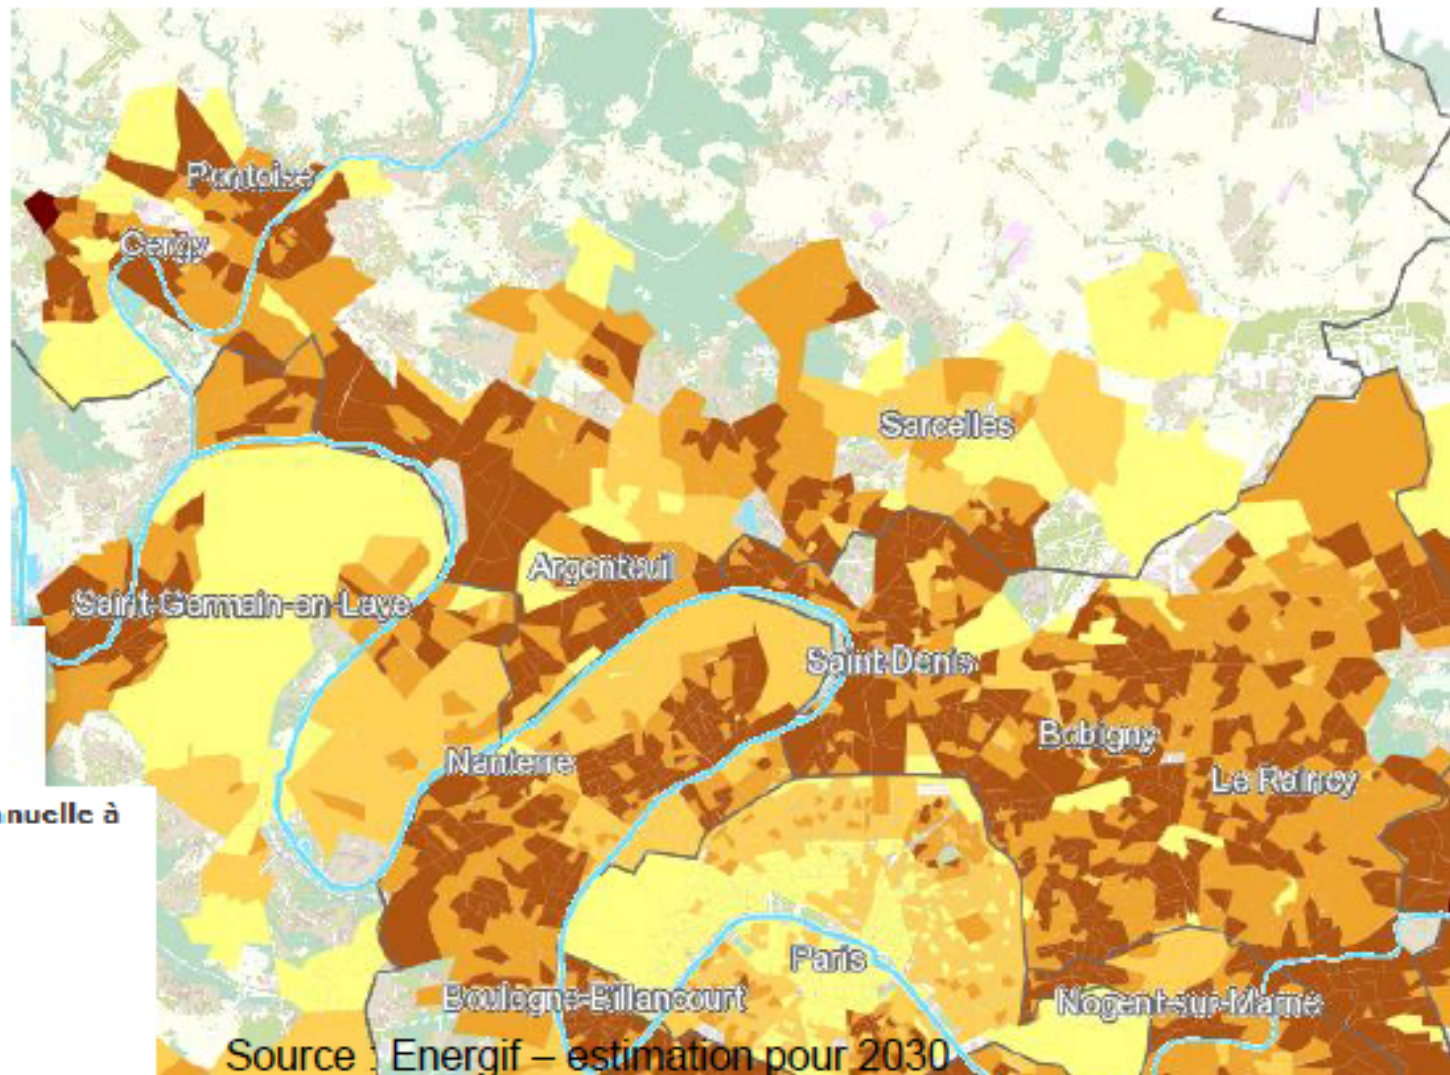 Pontoise
Cergy
Sarcelles
Argenteuil
Saint-Germain-en-Laye
Saint-Denis
Bobigny
Nanterre
Le Raincy
nnuelle à
Paris
Boulogne-Billancourt
Nogent-sur-Marne
Source : Energif – estimation pour 2030